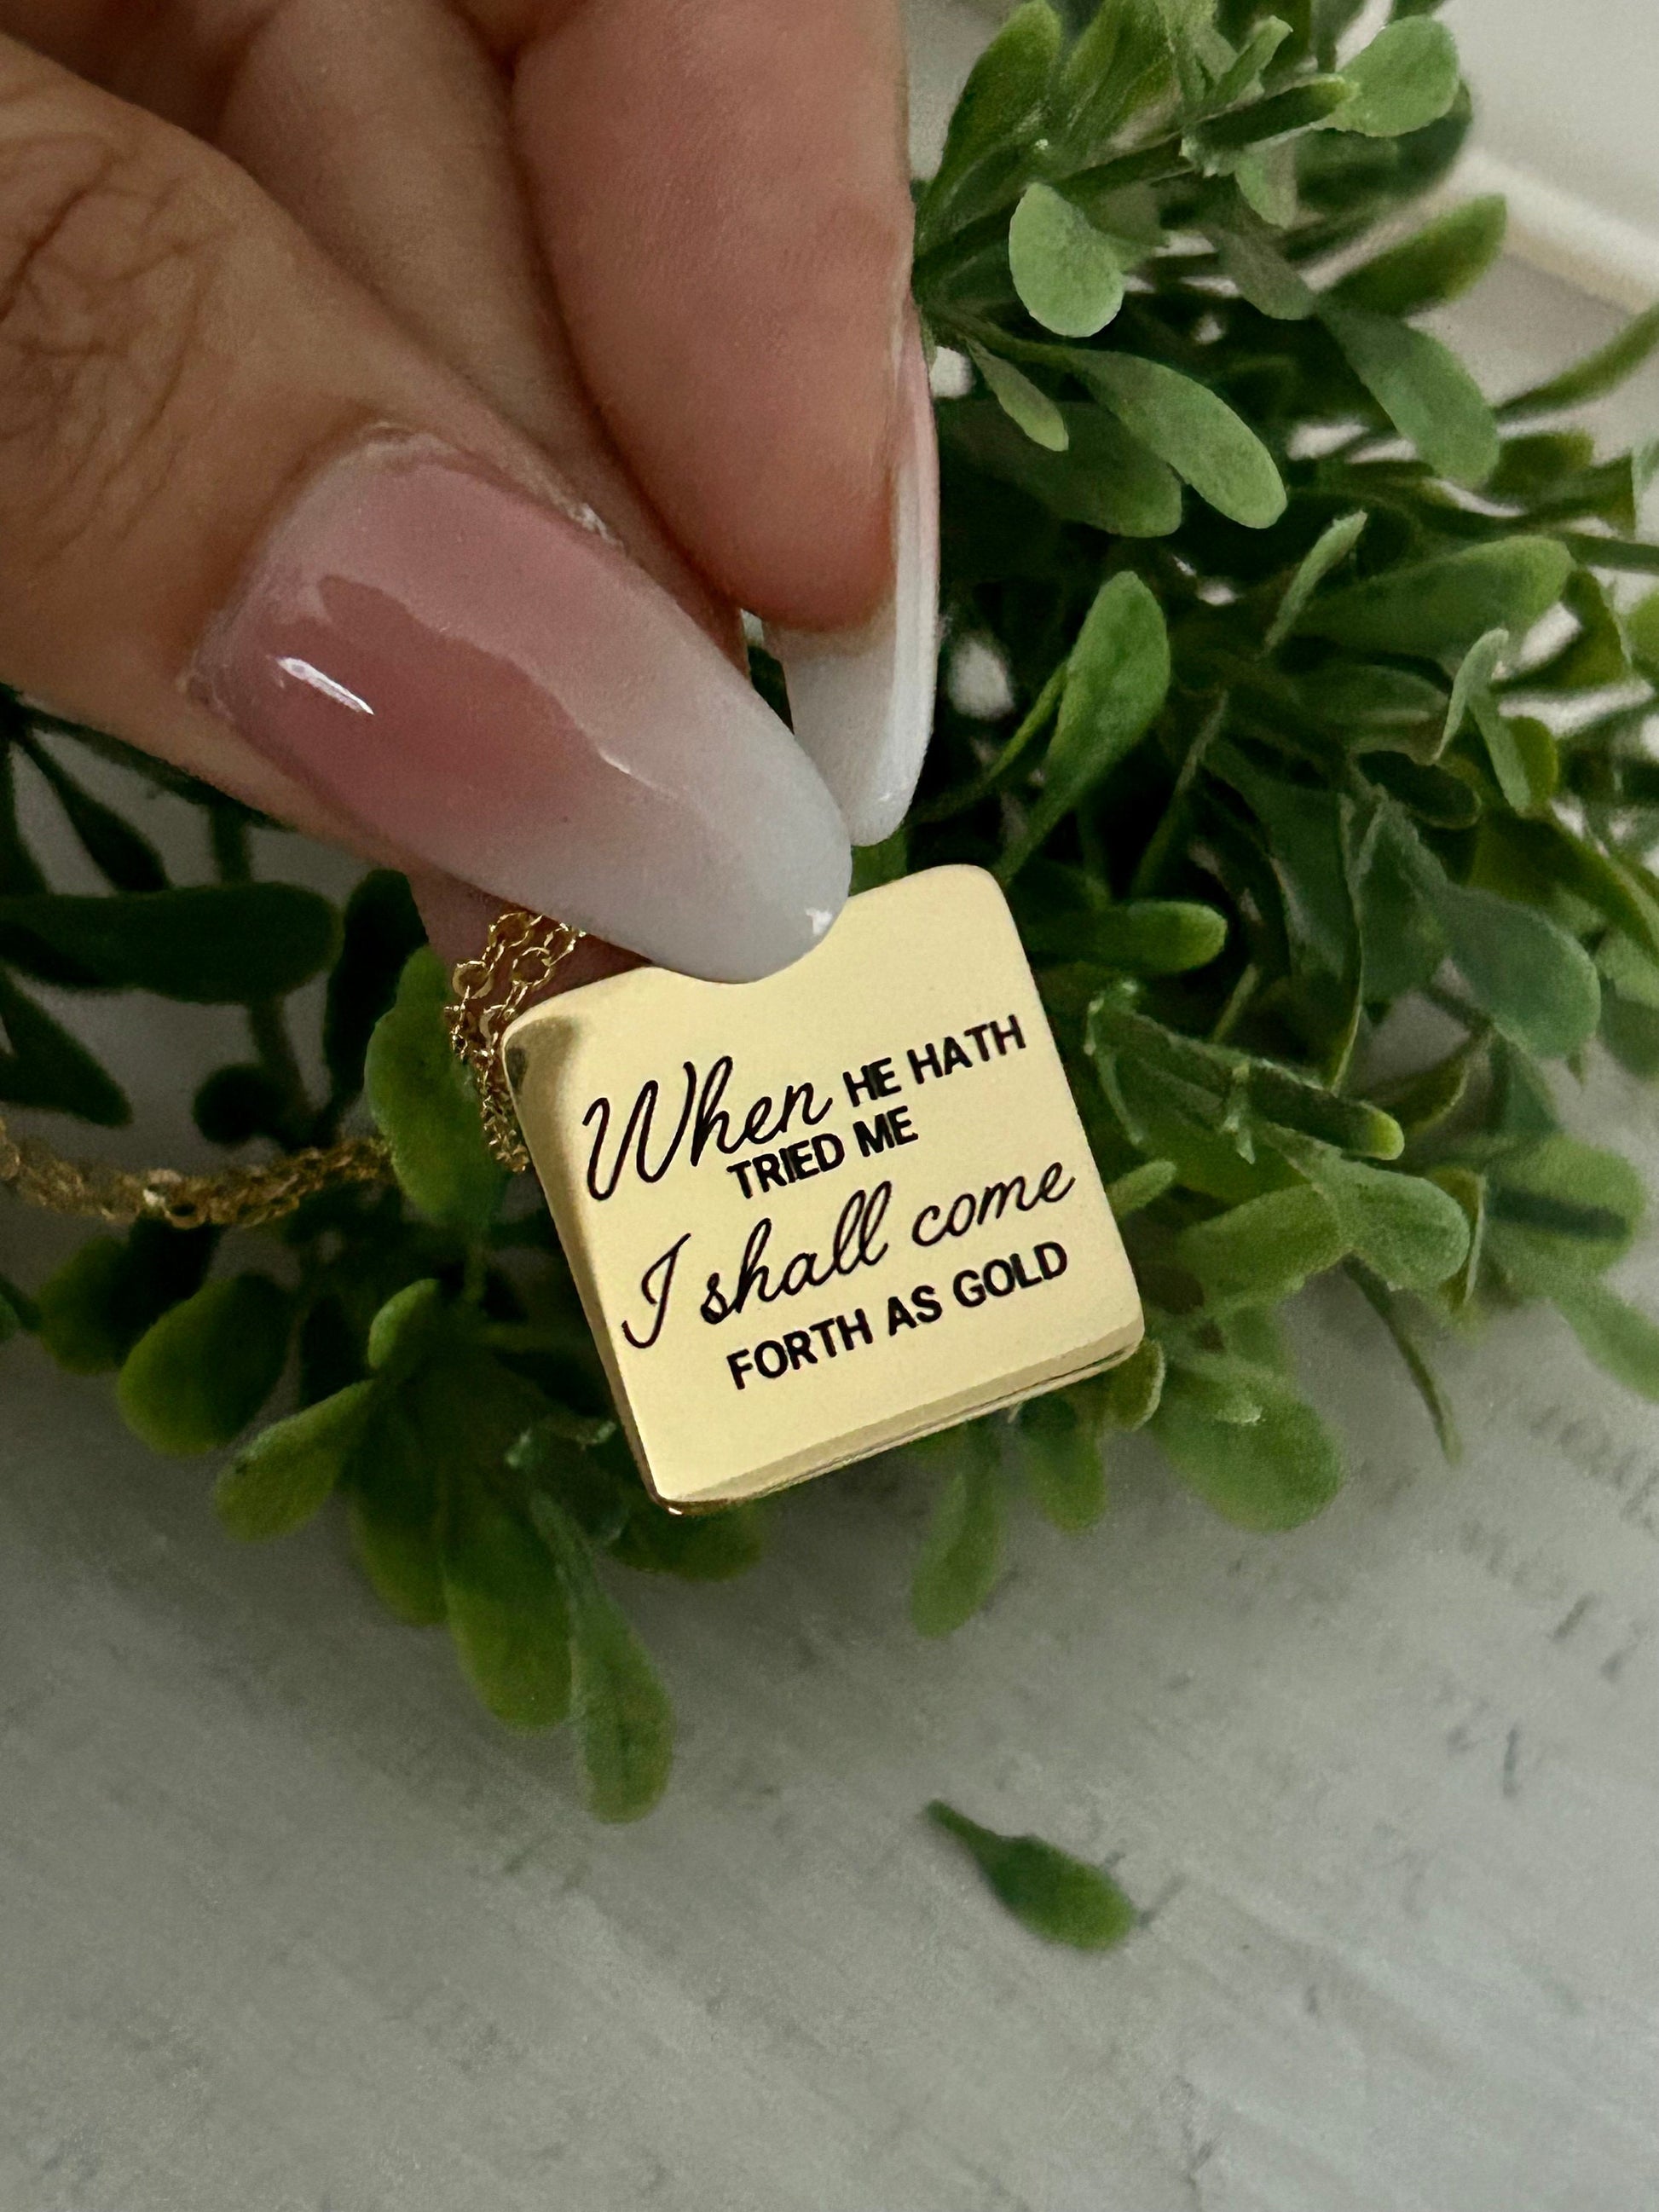 When HE HATH
TRIED ME
I shall come
FORTH AS GOLD